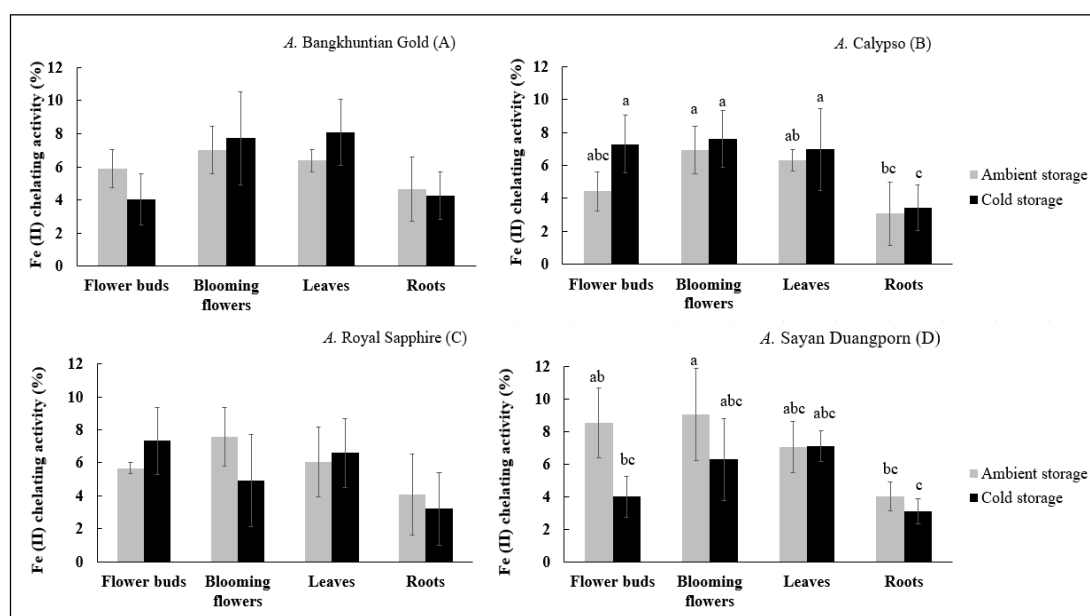 A. Bangkhuntian Gold (A)
Fe (II) chelating activity (%)
12
10
8
6
4
2
0
Flower buds
Blooming
flowers
Leaves
Roots
A. Calypso (B)
Fe (II) chelating activity (%)
12
10
8
6
4
2
0
abc
a
a
a
ab
a
bc
c
Flower buds
Blooming
flowers
Leaves
Roots
Ambient storage
Cold storage
A. Royal Sapphire (C)
Fe (II) chelating activity (%)
12
10
8
6
4
2
0
Flower buds
Blooming
flowers
Leaves
Roots
A. Sayan Duangporn (D)
Fe (II) chelating activity (%)
12
10
8
6
4
2
0
ab
bc
a
abc
abc
abc
bc
c
Flower buds
Blooming
flowers
Leaves
Roots
Ambient storage
Cold storage